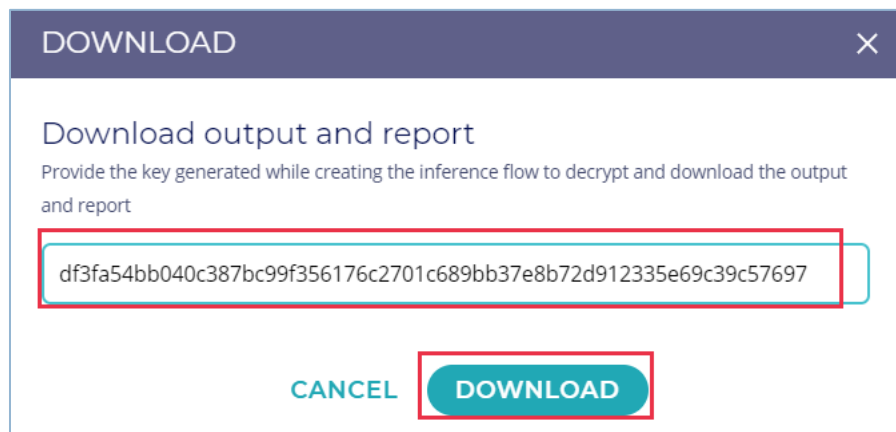 DOWNLOAD
Download output and report
Provide the key generated while creating the inference flow to decrypt and download the output
and report
df3fa54bb040c387bc99f356176c2701c689bb37e8b72d912335e69c39c57697
CANCEL DOWNLOAD